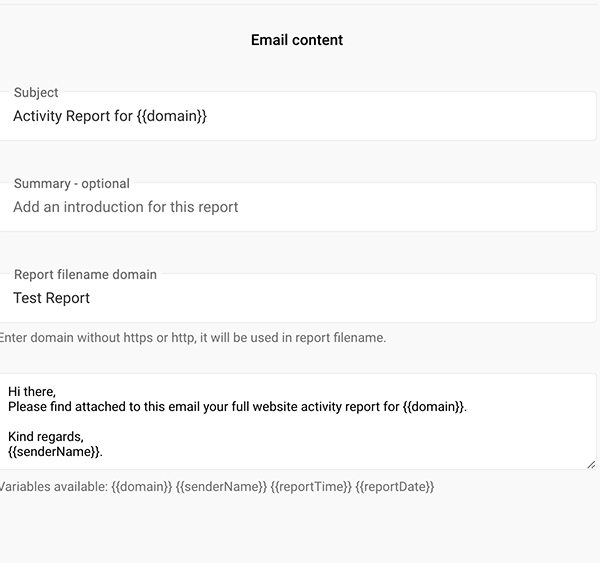 Email content
Subject
Activity Report for {{domain}}
Summary - optional
Add an introduction for this report
Report filename domain
Test Report
Enter domain without https or http, it will be used in report filename.
Hi there,
Please find attached to this email your full website activity report for {{domain}}.
Kind regards,
{{senderName}}.
Variables available: {{domain}} {{senderName}} {{reportTime}} {{reportDate}}